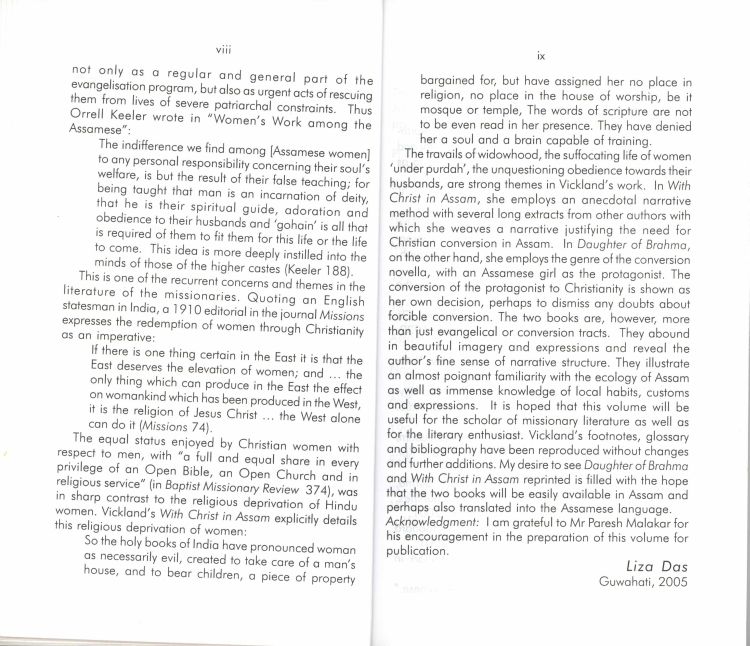 viii
not only as a regular and general part of the
evangelisation program, but also as urgent acts of rescuing
them from lives of severe patriarchal constraints. Thus
Orrell Keeler wrote in "Women's Work among the
Assamese":
The indifference we find among [Assamese women]
to any personal responsibility concerning their soul's
welfare, is but the result of their false teaching; for
being taught that man is an incarnation of deity,
that he is their spiritual guide, adoration and
obedience to their husbands and 'gohain' is all that
is required of them to fit them for this life or the life
to come. This idea is more deeply instilled into the
minds of those of the higher castes (Keeler 188).
This is one of the recurrent concerns and themes in the
literature of the missionaries. Quoting an English
statesman in India, a 1910 editorial in the journal Missions
expresses the redemption of women through Christianity
as an imperative:
If there is one thing certain in the East it is that the
East deserves the elevation of women; and ... the
only thing which can produce in the East the effect
on womankind which has been produced in the West,
it is the religion of Jesus Christ ... the West alone
can do it (Missions 74).
The equal status enjoyed by Christian women with
respect to men, with "a full and equal share in every
privilege of an Open Bible, an Open Church and in
religious service" (in Baptist Missionary Review 374), was
in sharp contrast to the religious deprivation of Hindu
women. Vickland's With Christ in Assam explicitly details
this religious deprivation of women:
So the holy books of India have pronounced woman
as necessarily evil, created to take care of a man's
house, and to bear children, a piece of property
ix
bargained for, but have assigned her no place in
religion, no place in the house of worship, be it
mosque or temple, The words of scripture are not
to be even read in her presence. They have denied
her a soul and a brain capable of training.
The travails of widowhood, the suffocating life of women
'under purdah', the unquestioning obedience towards their
husbands, are strong themes in Vickland's work. In With
Christ in Assam, she employs an anecdotal narrative
method with several long extracts from other authors with
which she weaves a narrative justifying the need for
Christian conversion in Assam. In Daughter of Brahma,
on the other hand, she employs the genre of the conversion
novella, with an Assamese girl as the protagonist. The
conversion of the protagonist to Christianity is shown as
her own decision, perhaps to dismiss any doubts about
forcible conversion. The two books are, however, more
than just evangelical or conversion tracts. They abound
in beautiful imagery and expressions and reveal the
author's fine sense of narrative structure. They illustrate
an almost poignant familiarity with the ecology of Assam
as well as immense knowledge of local habits, customs
and expressions. It is hoped that this volume will be
useful for the scholar of missionary literature as well as
for the literary enthusiast. Vickland's footnotes, glossary
and bibliography have been reproduced without changes
and further additions. My desire to see Daughter of Brahma
and With Christ in Assam reprinted is filled with the hope
that the two books will be easily available in Assam and
perhaps also translated into the Assamese language.
Acknowledgment: I am grateful to Mr Paresh Malakar for
his encouragement in the preparation of this volume for
publication.
Liza Das
Guwahati, 2005